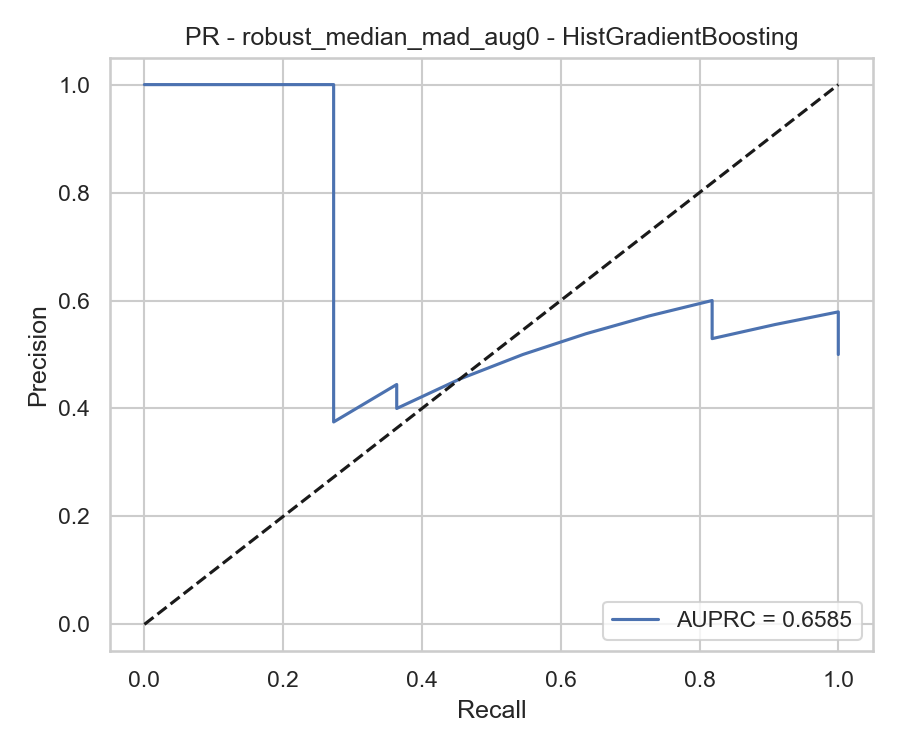 PR - robust_median_mad_aug0 - HistGradientBoosting
Precision
1.0
0.8
0.6
0.4
0.2
0.0
AUPRC = 0.6585
0.0 0.2 0.4 0.6 0.8 1.0
Recall